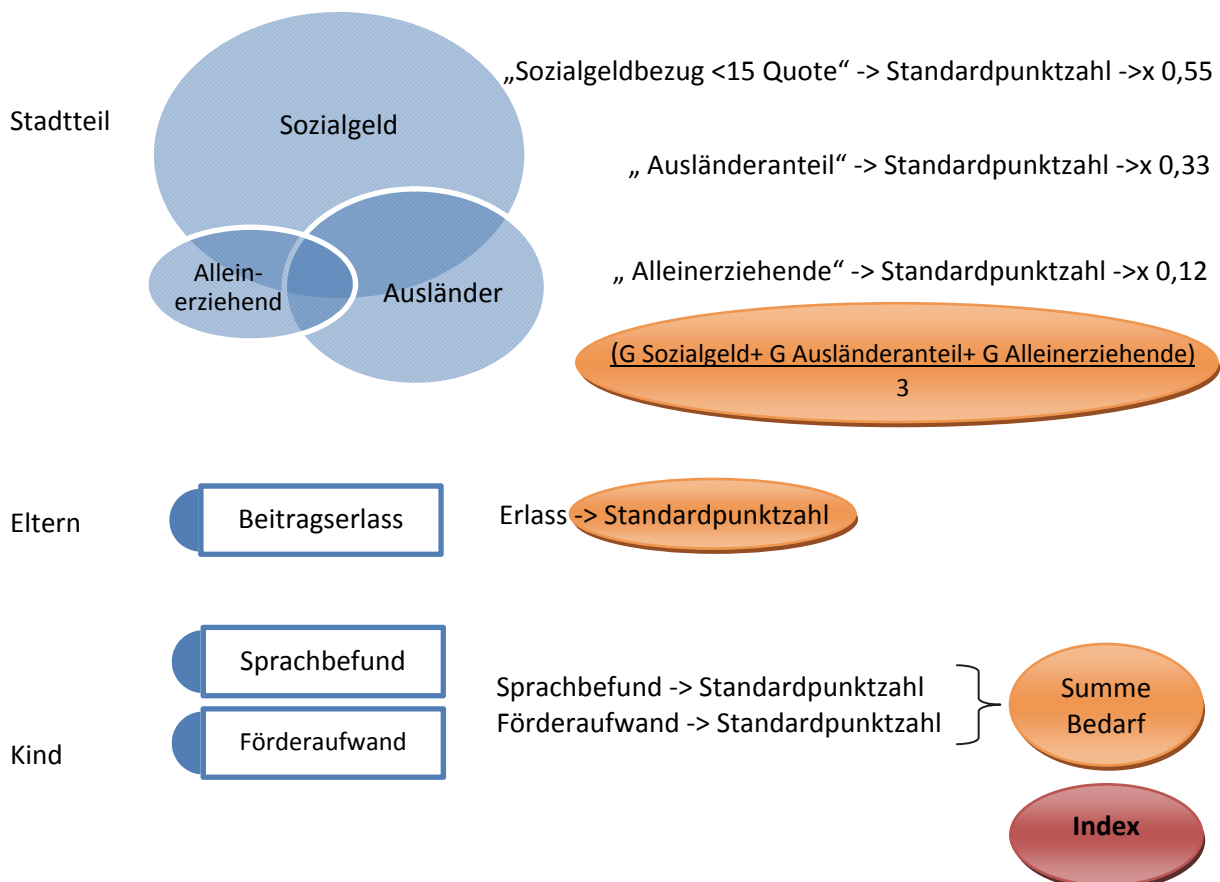 „Sozialgeldbezug <15 Quote“ -> Standardpunktzahl ->x 0,55
Stadtteil
Sozialgeld
„ Ausländeranteil“ -> Standardpunktzahl ->x 0,33
Allein-
erziehend
Ausländer
„ Alleinerziehende“ -> Standardpunktzahl ->x 0,12
(G Sozialgeld+ G Ausländeranteil+ G Alleinerziehende)
3
Eltern
Beitragserlass
Erlass -> Standardpunktzahl
Kind
Sprachbefund
Förderaufwand
Sprachbefund -> Standardpunktzahl
Förderaufwand -> Standardpunktzahl
Summe
Bedarf
Index